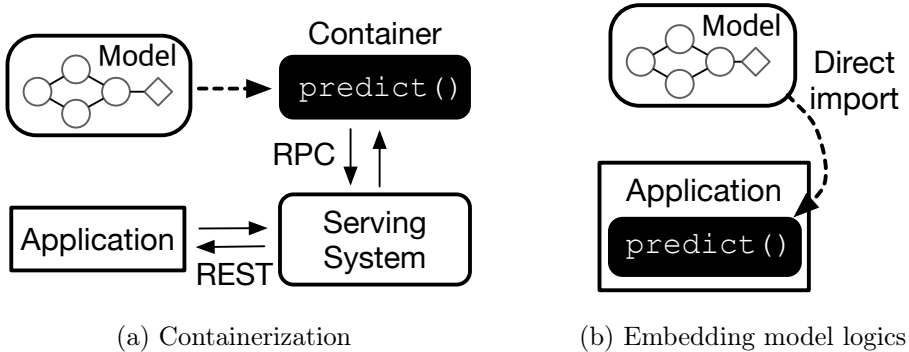 Model
Container
predict()
RPC
Application
REST
Serving
System
(a) Containerization
Model
Direct
import
Application
predict()
(b) Embedding model logics